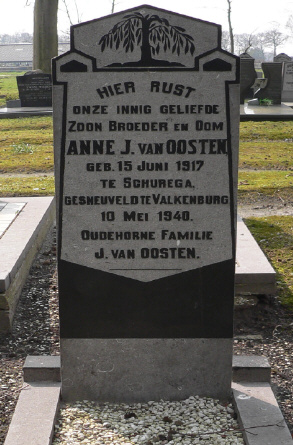 HIER RUST
ONZE INNIG GELIEFDE
ZOON BROEDER EN OOM
ANNE J. VAN OOSTEN
GEB. 15 JUNI 1917
TE SCHUREGA,
GESNEUVELD TE VALKENBURG
10 MEI 1940.
OUDEHORNE FAMILIE
J. VAN OOSTEN.